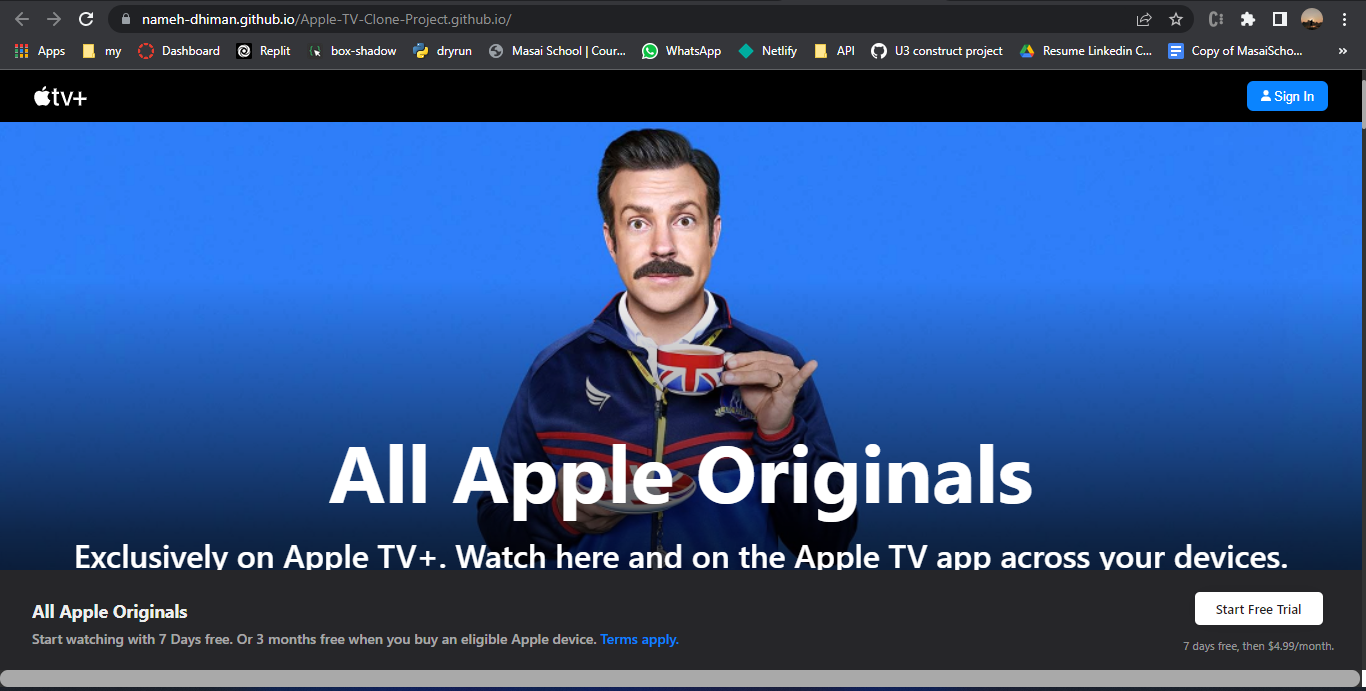 nameh-dhiman.github.io/Apple-TV-Clone-Project.github.io/
Apps my Dashboard Replit box-shadow dryrun Masai School | Cour... WhatsApp Netlify API U3 construct project Resume Linkedin C... Copy of MasaiScho... »
tv+ Sign In
All Apple Originals
Exclusively on Apple TV+. Watch here and on the Apple TV app across your devices.
All Apple Originals
Start Free Trial
Start watching with 7 Days free. Or 3 months free when you buy an eligible Apple device. Terms apply.
7 days free, then $4.99/month.